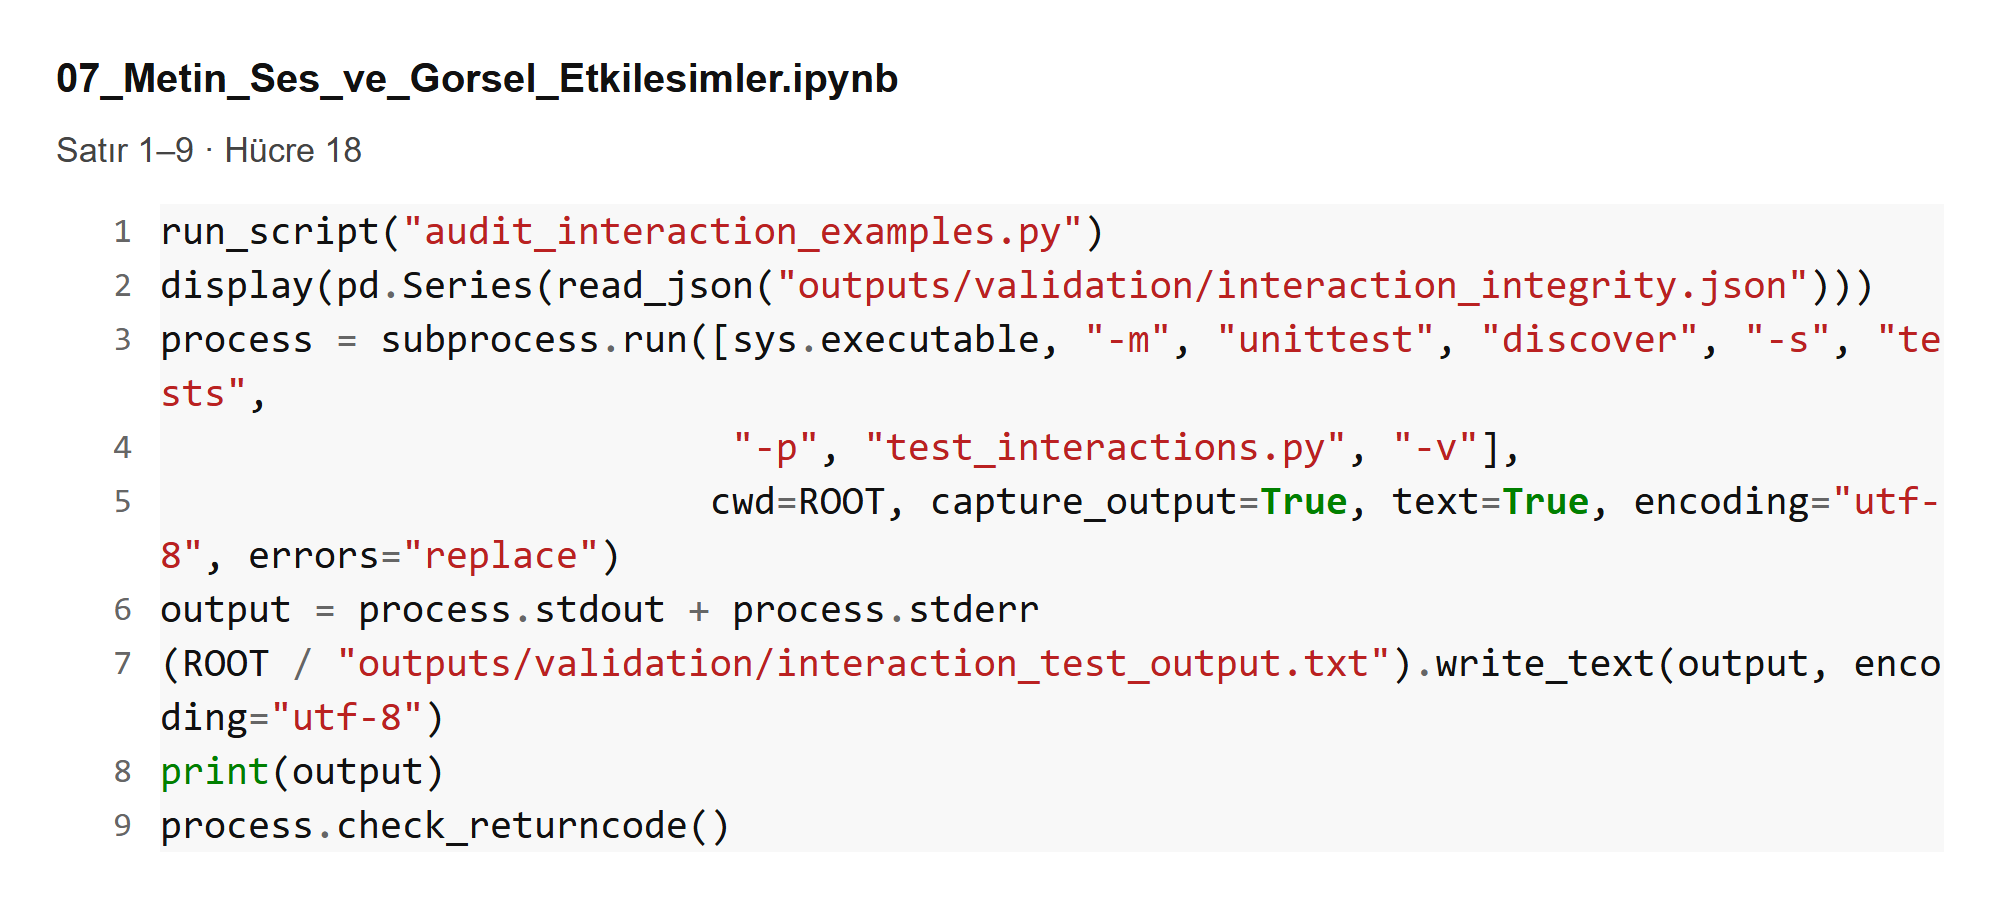 07_Metin_Ses_ve_Gorsel_Etkilesimler.ipynb
Satır 1–9 · Hücre 18
1 run_script("audit_interaction_examples.py")
2 display(pd.Series(read_json("outputs/validation/interaction_integrity.json")))
3 process = subprocess.run([sys.executable, "-m", "unittest", "discover", "-s", "te
sts",
4                           "-p", "test_interactions.py", "-v"],
5                          cwd=ROOT, capture_output=True, text=True, encoding="utf-
8", errors="replace")
6 output = process.stdout + process.stderr
7 (ROOT / "outputs/validation/interaction_test_output.txt").write_text(output, enco
ding="utf-8")
8 print(output)
9 process.check_returncode()